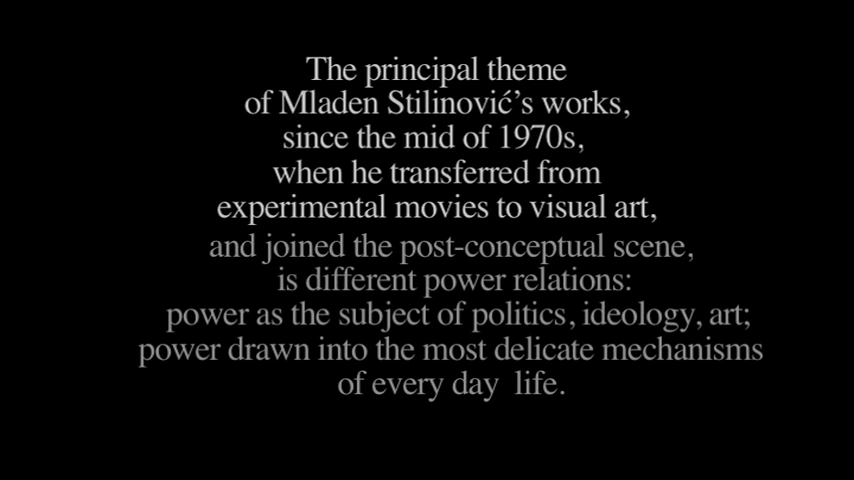 The principal theme
of Mladen Stilinović’s works,
since the mid of 1970s,
when he transferred from
experimental movies to visual art,
and joined the post-conceptual scene,
is different power relations:
power as the subject of politics, ideology, art;
power drawn into the most delicate mechanisms
of every day  life.